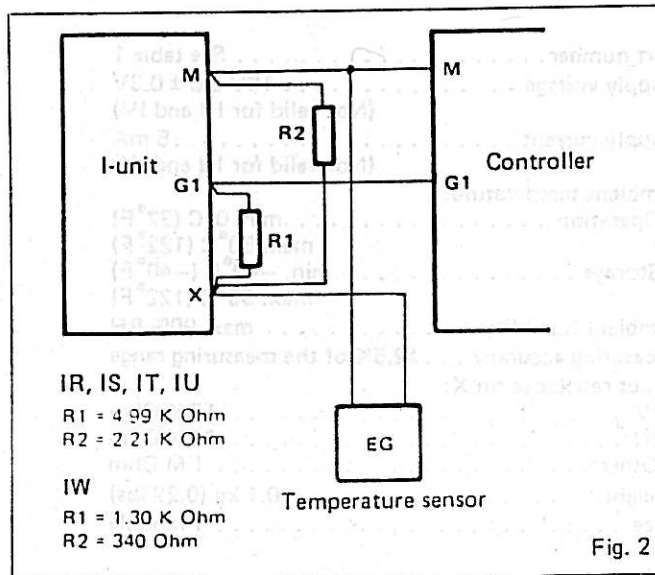 M
M
R2
I-unit
Controller
G1
G1
R1
X
IR, IS, IT, IU
R1 = 4.99 K Ohm
R2 = 2.21 K Ohm
EG
IW
Temperature sensor
R1 = 1.30 K Ohm
R2 = 340 Ohm
Fig. 2